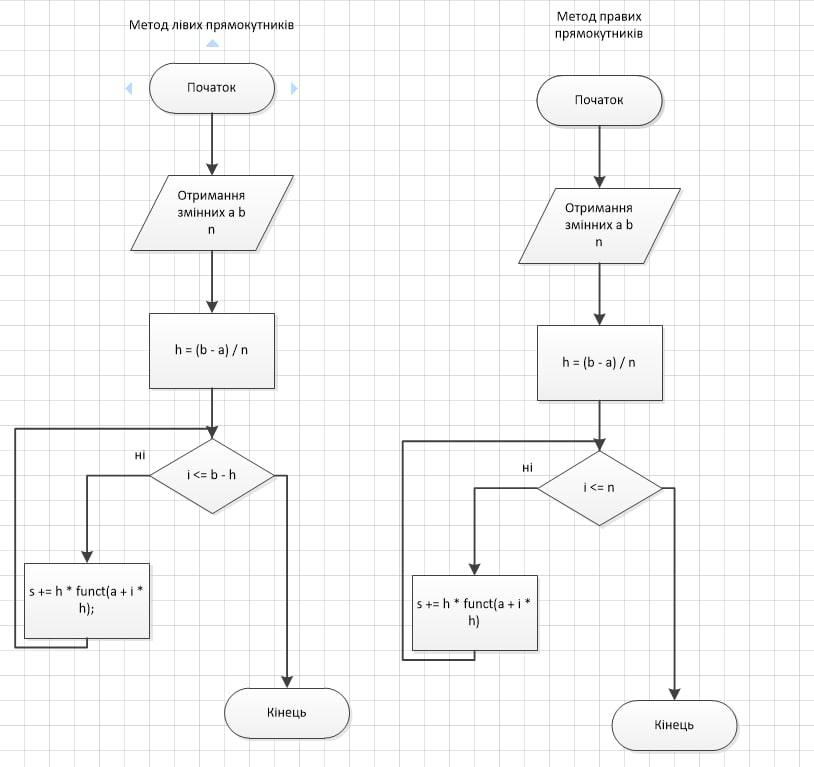 Метод лівих прямокутників
Початок
Отримання
змінних a b
n
h = (b - a) / n
ні
i <= b - h
s += h * funct(a + i *
h);
Кінець
Метод правих
прямокутників
Початок
Отримання
змінних a b
n
h = (b - a) / n
ні
i <= n
s += h * funct(a + i *
h)
Кінець